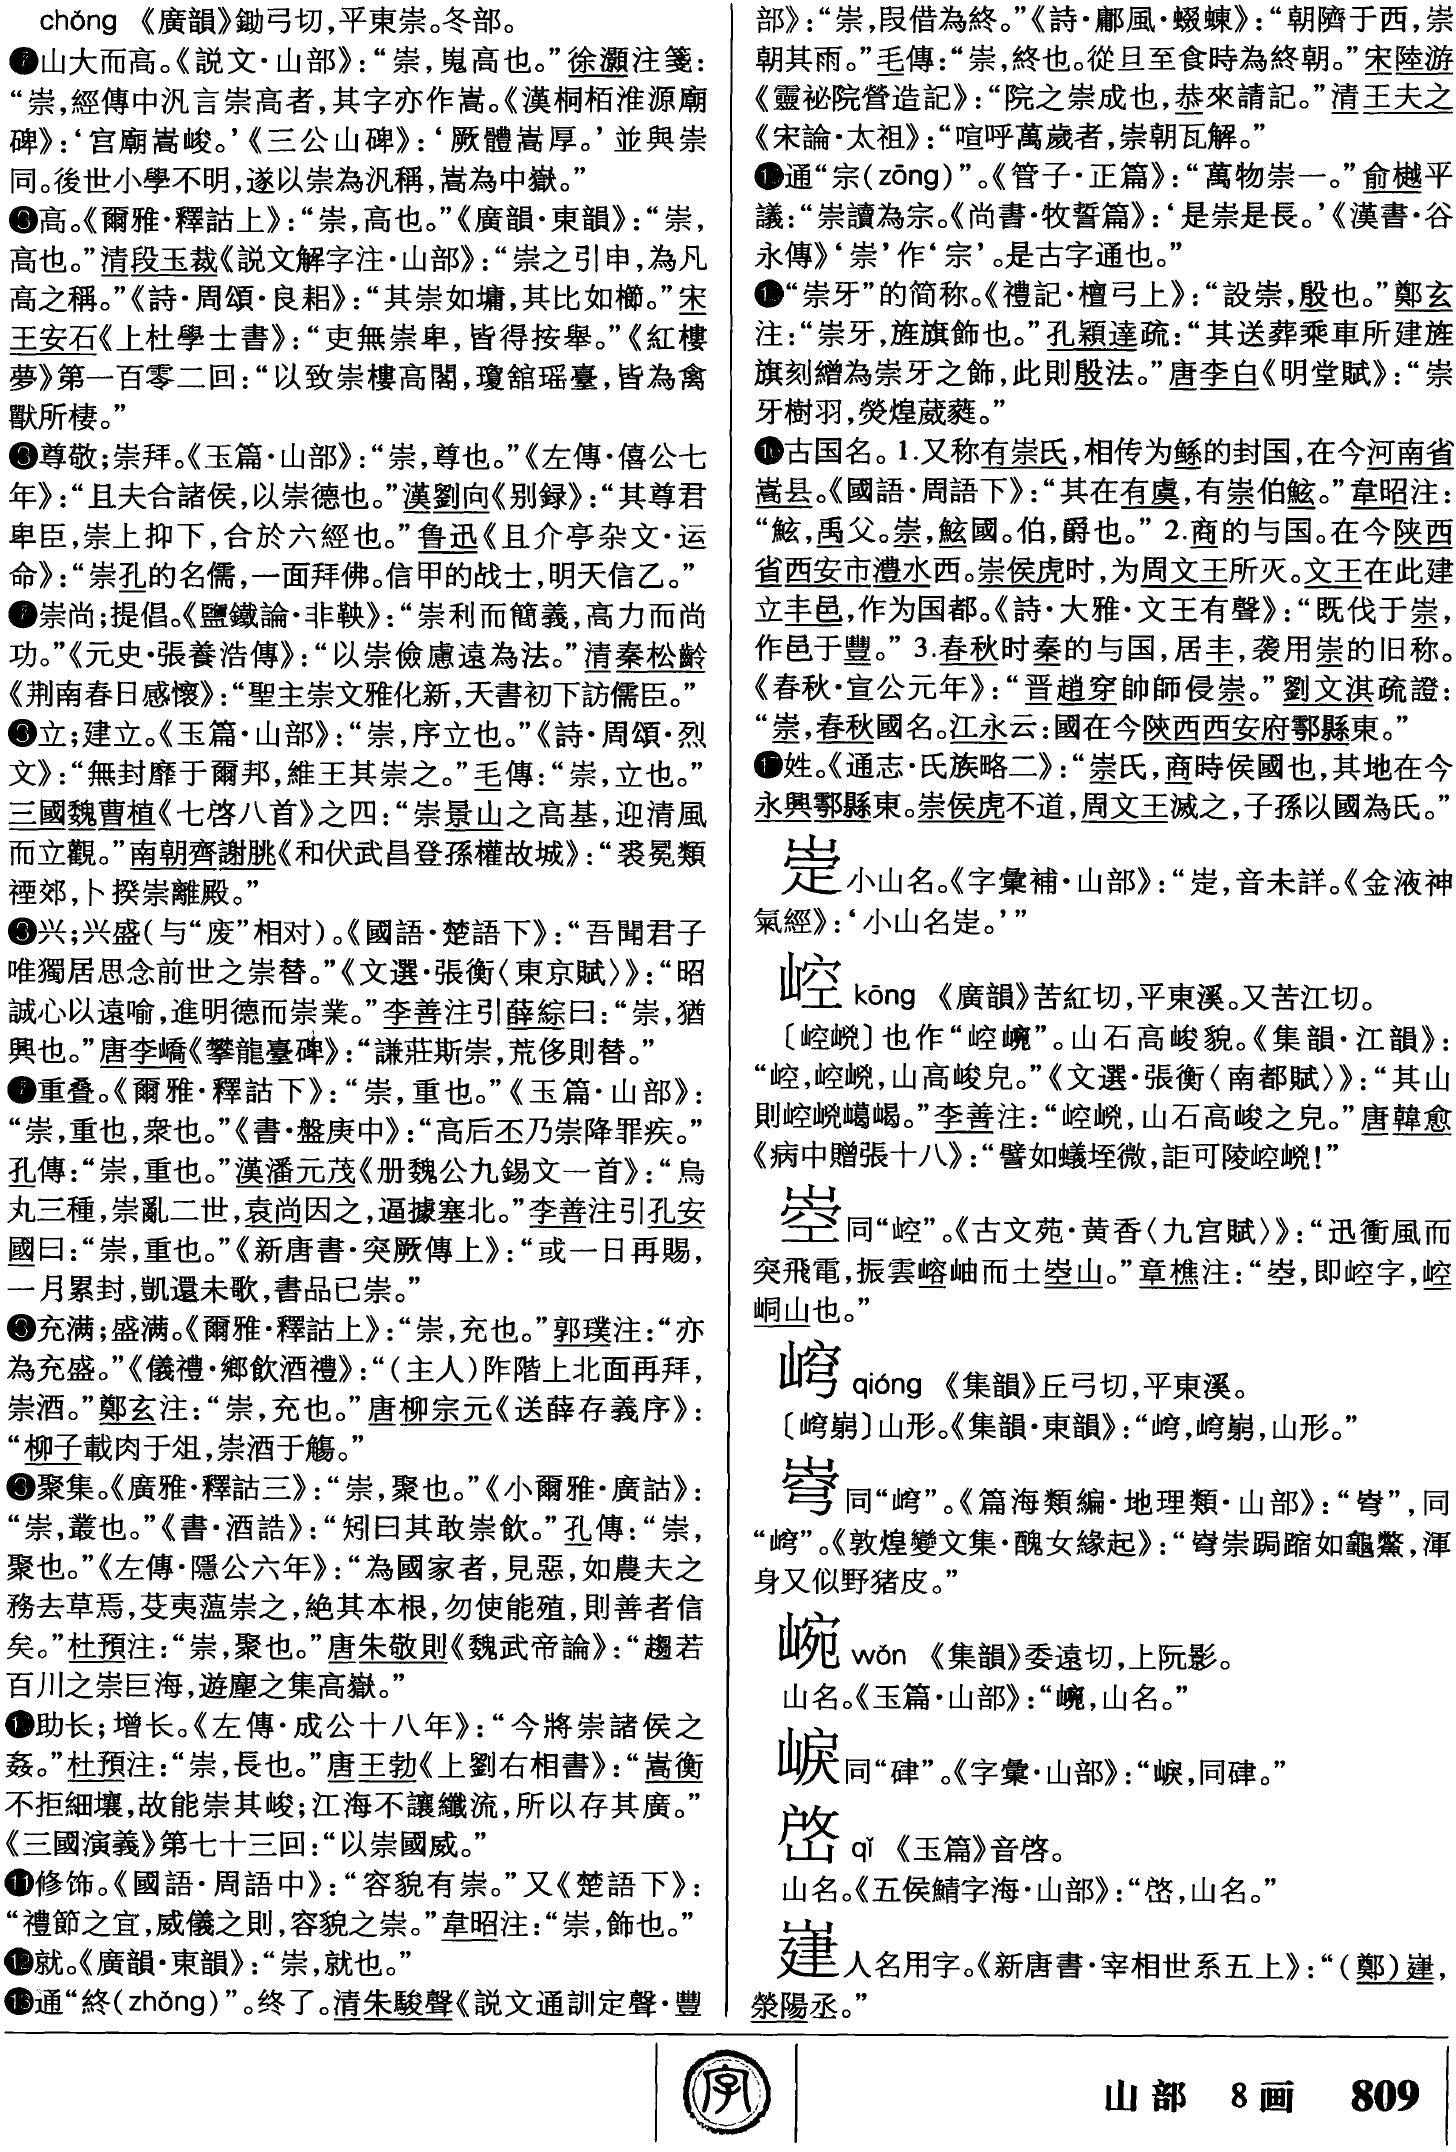 chóng 《廣韻》鋤弓切,平東崇。冬部。
山大而高。《説文·山部》:“崇,嵬高也。”徐灝注箋:
“崇,經傳中汎言崇高者,其字亦作嵩。《漢桐栢淮源廟
碑》:‘宫廟嵩峻。’《三公山碑》:‘厥體嵩厚。’並與崇
同。後世小學不明,遂以崇為汎稱,嵩為中嶽。”
高。《爾雅·釋詁上》:“崇,高也。”《廣韻·東韻》:“崇,
高也。”清段玉裁《説文解字注·山部》:“崇之引申,為凡
高之稱。”《詩·周頌·良耜》:“其崇如墉,其比如櫛。”宋
王安石《上杜學士書》:“吏無崇卑,皆得按舉。”《紅樓
夢》第一百零二回:“以致崇樓高閣,瓊舘瑶臺,皆為禽
獸所棲。”
尊敬;崇拜。《玉篇·山部》:“崇,尊也。”《左傳·僖公七
年》:“且夫合諸侯,以崇德也。”漢劉向《别録》:“其尊君
卑臣,崇上抑下,合於六經也。”鲁迅《且介亭杂文·运
命》:“崇孔的名儒,一面拜佛。信甲的战士,明天信乙。”
崇尚;提倡。《鹽鐵論·非鞅》:“崇利而簡義,高力而尚
功。”《元史·張養浩傳》:“以崇儉慮遠為法。”清秦松齡
《荆南春日感懷》:“聖主崇文雅化新,天書初下訪儒臣。”
立;建立。《玉篇·山部》:“崇,序立也。”《詩·周頌·烈
文》:“無封靡于爾邦,維王其崇之。”毛傳:“崇,立也。”
三國魏曹植《七啓八首》之四:“崇景山之高基,迎清風
而立觀。”南朝齊謝朓《和伏武昌登孫權故城》:“裘冕類
禋郊,卜揆崇離殿。”
兴;兴盛(与“废”相对)。《國語·楚語下》:“吾聞君子
唯獨居思念前世之崇替。”《文選·張衡〈東京賦〉》:“昭
誠心以遠喻,進明德而崇業。”李善注引薛綜曰:“崇,猶
興也。”唐李嶠《攀龍臺碑》:“謙莊斯崇,荒侈則替。”
重叠。《爾雅·釋詁下》:“崇,重也。”《玉篇·山部》:
“崇,重也,衆也。”《書·盤庚中》:“高后丕乃崇降罪疾。”
孔傳:“崇,重也。”漢潘元茂《册魏公九錫文一首》:“烏
丸三種,崇亂二世,袁尚因之,逼據塞北。”李善注引孔安
國曰:“崇,重也。”《新唐書·突厥傳上》:“或一日再賜,
一月累封,凱還未歌,書品已崇。”
充满;盛满。《爾雅·釋詁上》:“崇,充也。”郭璞注:“亦
為充盛。”《儀禮·鄉飲酒禮》:“(主人)阼階上北面再拜,
崇酒。”鄭玄注:“崇,充也。”唐柳宗元《送薛存義序》:
“柳子載肉于俎,崇酒于觴。”
聚集。《廣雅·釋詁三》:“崇,聚也。”《小爾雅·廣詁》:
“崇,叢也。”《書·酒誥》:“矧曰其敢崇飲。”孔傳:“崇,
聚也。”《左傳·隱公六年》:“為國家者,見惡,如農夫之
務去草焉,芟夷藴崇之,絶其本根,勿使能殖,則善者信
矣。”杜預注:“崇,聚也。”唐朱敬則《魏武帝論》:“趨若
百川之崇巨海,遊塵之集高嶽。”
助长;增长。《左傳·成公十八年》:“今將崇諸侯之
姦。”杜預注:“崇,長也。”唐王勃《上劉右相書》:“嵩衡
不拒細壤,故能崇其峻;江海不讓纖流,所以存其廣。”
《三國演義》第七十三回:“以崇國威。”
⓫修饰。《國語·周語中》:“容貌有崇。”又《楚語下》:
“禮節之宜,威儀之則,容貌之崇。”韋昭注:“崇,飾也。”
⓬就。《廣韻·東韻》:“崇,就也。”
⓭通“終(zhōng)”。终了。清朱駿聲《説文通訓定聲·豐
部》:“崇,叚借為終。”《詩·鄘風·蝃蝀》:“朝隮于西,崇
朝其雨。”毛傳:“崇,終也。從旦至食時為終朝。”宋陸游
《靈祕院營造記》:“院之崇成也,恭來請記。”清王夫之
《宋論·太祖》:“喧呼萬歲者,崇朝瓦解。”
通“宗(zōng)”。《管子·正篇》:“萬物崇一。”俞樾平
議:“崇讀為宗。《尚書·牧誓篇》:‘是崇是長。’《漢書·谷
永傳》‘崇’作‘宗’。是古字通也。”
“崇牙”的简称。《禮記·檀弓上》:“設崇,殷也。”鄭玄
注:“崇牙,旌旗飾也。”孔穎達疏:“其送葬乘車所建旌
旗刻繒為崇牙之飾,此則殷法。”唐李白《明堂賦》:“崇
牙樹羽,熒煌葳蕤。”
古国名。1.又称有崇氏,相传为鲧的封国,在今河南省
嵩县。《國語·周語下》:“其在有虞,有崇伯鮌。”韋昭注:
“鮌,禹父。崇,鮌國。伯,爵也。”2.商的与国。在今陕西
省西安市澧水西。崇侯虎时,为周文王所灭。文王在此建
立丰邑,作为国都。《詩·大雅·文王有聲》:“既伐于崇,
作邑于豐。”3.春秋时秦的与国,居丰,袭用崇的旧称。
《春秋·宣公元年》:“晋趙穿帥師侵崇。”劉文淇疏證:
“崇,春秋國名。江永云:國在今陝西西安府鄠縣東。”
⓱姓。《通志·氏族略二》:“崇氏,商時侯國也,其地在今
永興鄠縣東。崇侯虎不道,周文王滅之,子孫以國為氏。”
崼小山名。《字彙補·山部》:“崼,音未詳。《金液神
氣經》:‘小山名崼。’”
崆 kōng 《廣韻》苦紅切,平東溪。又苦江切。
〔崆㟅〕也作“崆㟅”。山石高峻貌。《集韻·江韻》:
“崆,崆㟅,山高峻皃。”《文選·張衡〈南都賦〉》:“其山
則崆㟅嶱嵑。”李善注:“崆㟅,山石高峻之皃。”唐韓愈
《病中贈張十八》:“譬如蟻垤微,詎可陵崆㟅!”
同“崆”。《古文苑·黄香〈九宫賦〉》:“迅衝風而
突飛電,振雲㟷岫而土山。”章樵注:“即崆字,崆
峒山也。”
qióng 《集韻》丘弓切,平東溪。
山形。《集韻·東韻》:“山形。”
同“”。《篇海類編·地理類·山部》:“”,同
“”。《敦煌變文集·醜女緣起》:“崇跼蹜如龜鱉,渾
身又似野猪皮。”
㟶 wǒn 《集韻》委遠切,上阮影。
山名。《玉篇·山部》:“㟶,山名。”
㟑同“硉”。《字彙·山部》:“㟑,同硉。”
qǐ 《玉篇》音啓。
山名。《五侯鯖字海·山部》:“山名。”
人名用字。《新唐書·宰相世系五上》:“(鄭)
滎陽丞。”
字
山部 8画 809